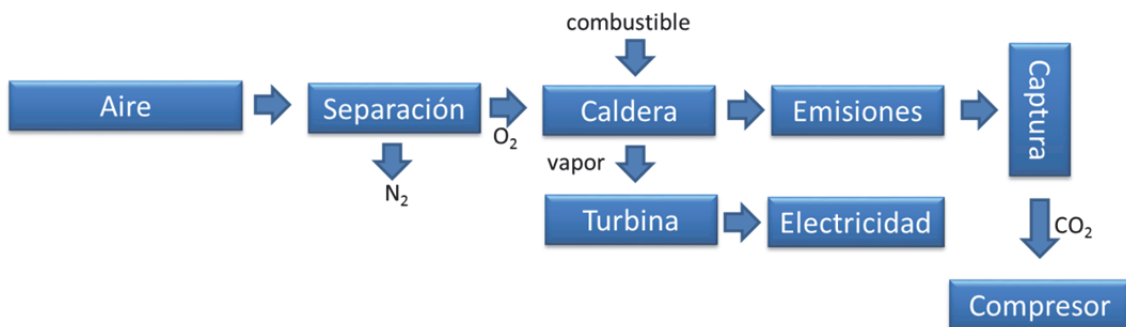 combustible
Aire
Separación
O₂
Caldera
Emisiones
Captura
N₂
vapor
Turbina
Electricidad
CO₂
Compresor